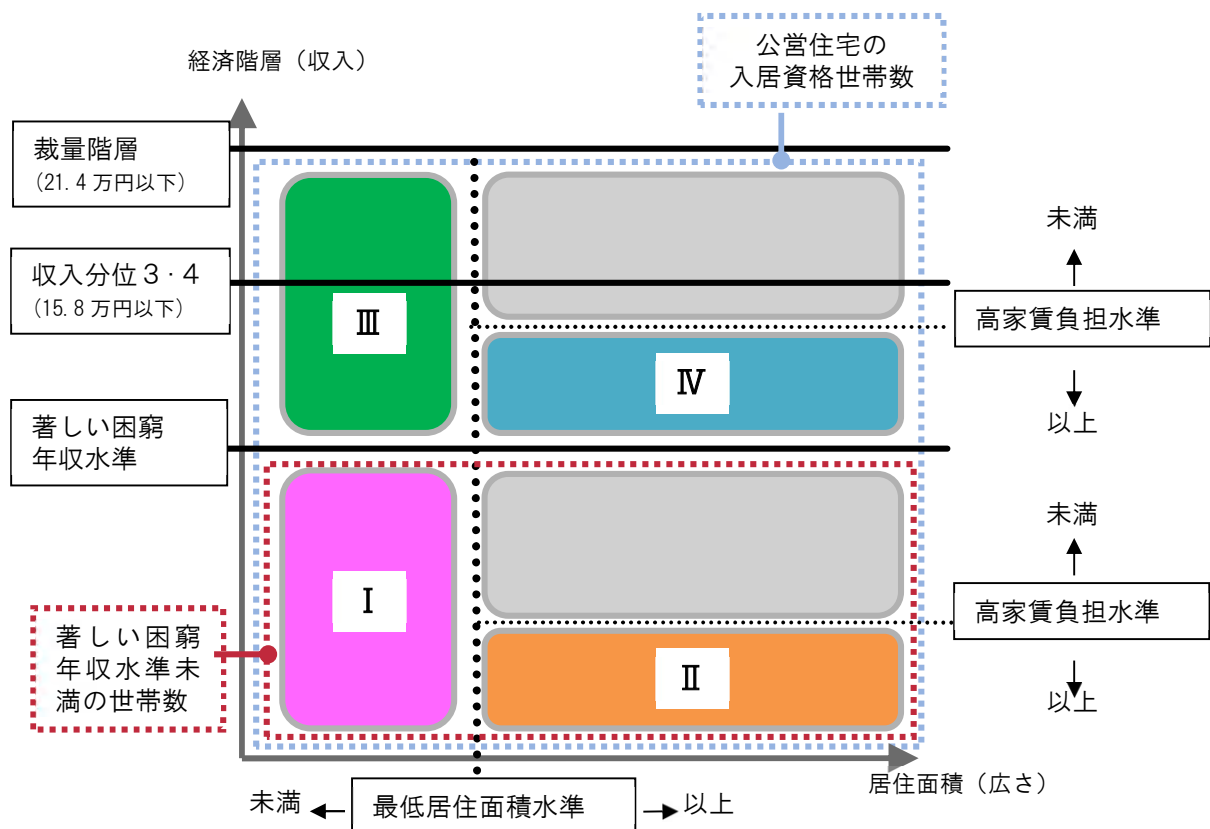 経済階層（収入）
公営住宅の
入居資格世帯数
裁量階層
(21.4万円以下)
収入分位３・４
(15.8万円以下)
著しい困窮
年収水準
Ⅲ
Ⅳ
未満
高家賃負担水準
以上
Ⅰ
Ⅱ
未満
高家賃負担水準
以上
著しい困窮
年収水準未
満の世帯数
居住面積（広さ）
未満
最低居住面積水準
以上